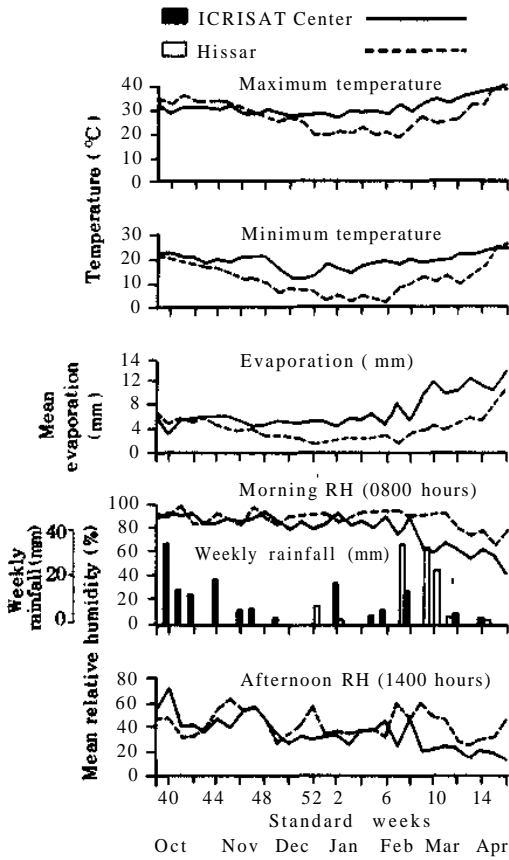 ICRISAT Center
Hissar
Maximum temperature
40
30
20
10
0
Temperature (°C)
Minimum temperature
30
20
10
0
Evaporation (mm)
14
12
8
4
0
Mean
evaporation
(mm)
Morning RH (0800 hours)
100
80
60
40
20
0
Weekly rainfall (mm)
40
20
0
Weekly
rainfall (mm)
Mean relative humidity (%)
Afternoon RH (1400 hours)
80
60
40
20
0
40 44 48 52 2 6 10 14
Standard weeks
Oct Nov Dec Jan Feb Mar Apr